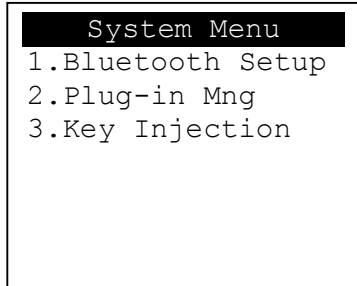 System Menu
1.Bluetooth Setup
2.Plug-in Mng
3.Key Injection